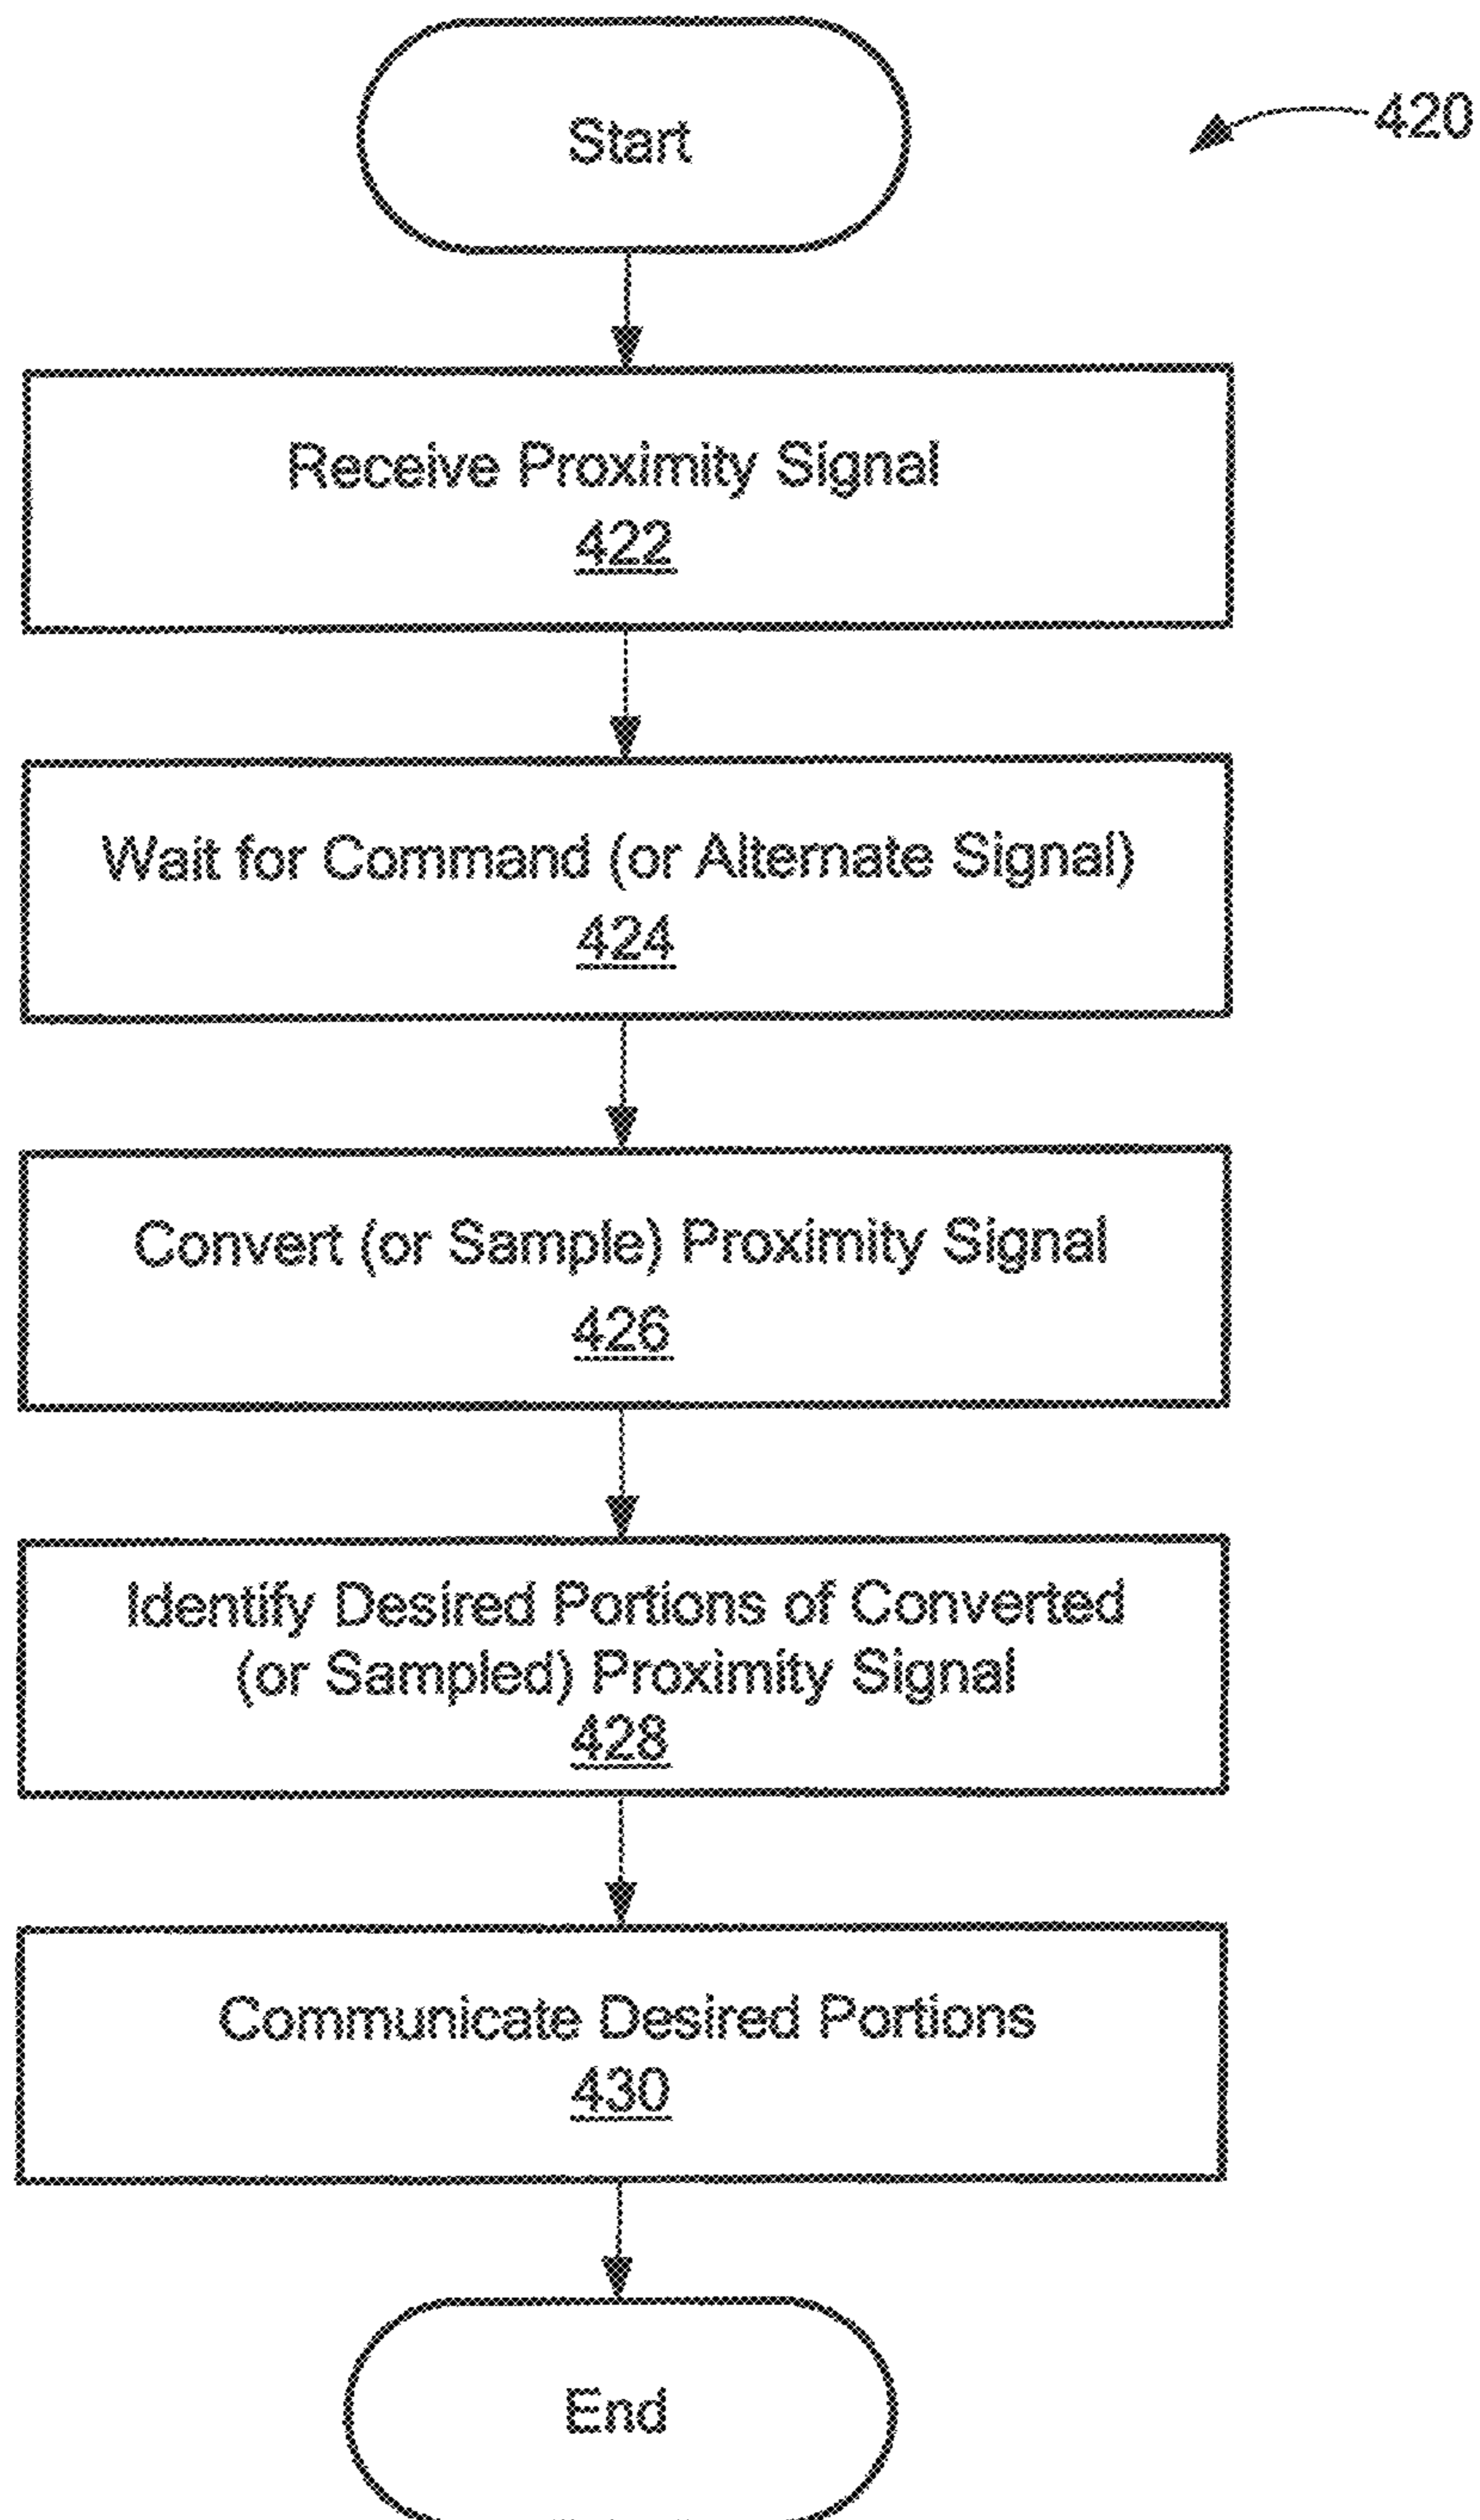 Start
420
Receive Proximity Signal
422
Wait for Command (or Alternate Signal)
424
Convert (or Sample) Proximity Signal
426
Identify Desired Portions of Converted
(or Sampled) Proximity Signal
428
Communicate Desired Portions
430
End